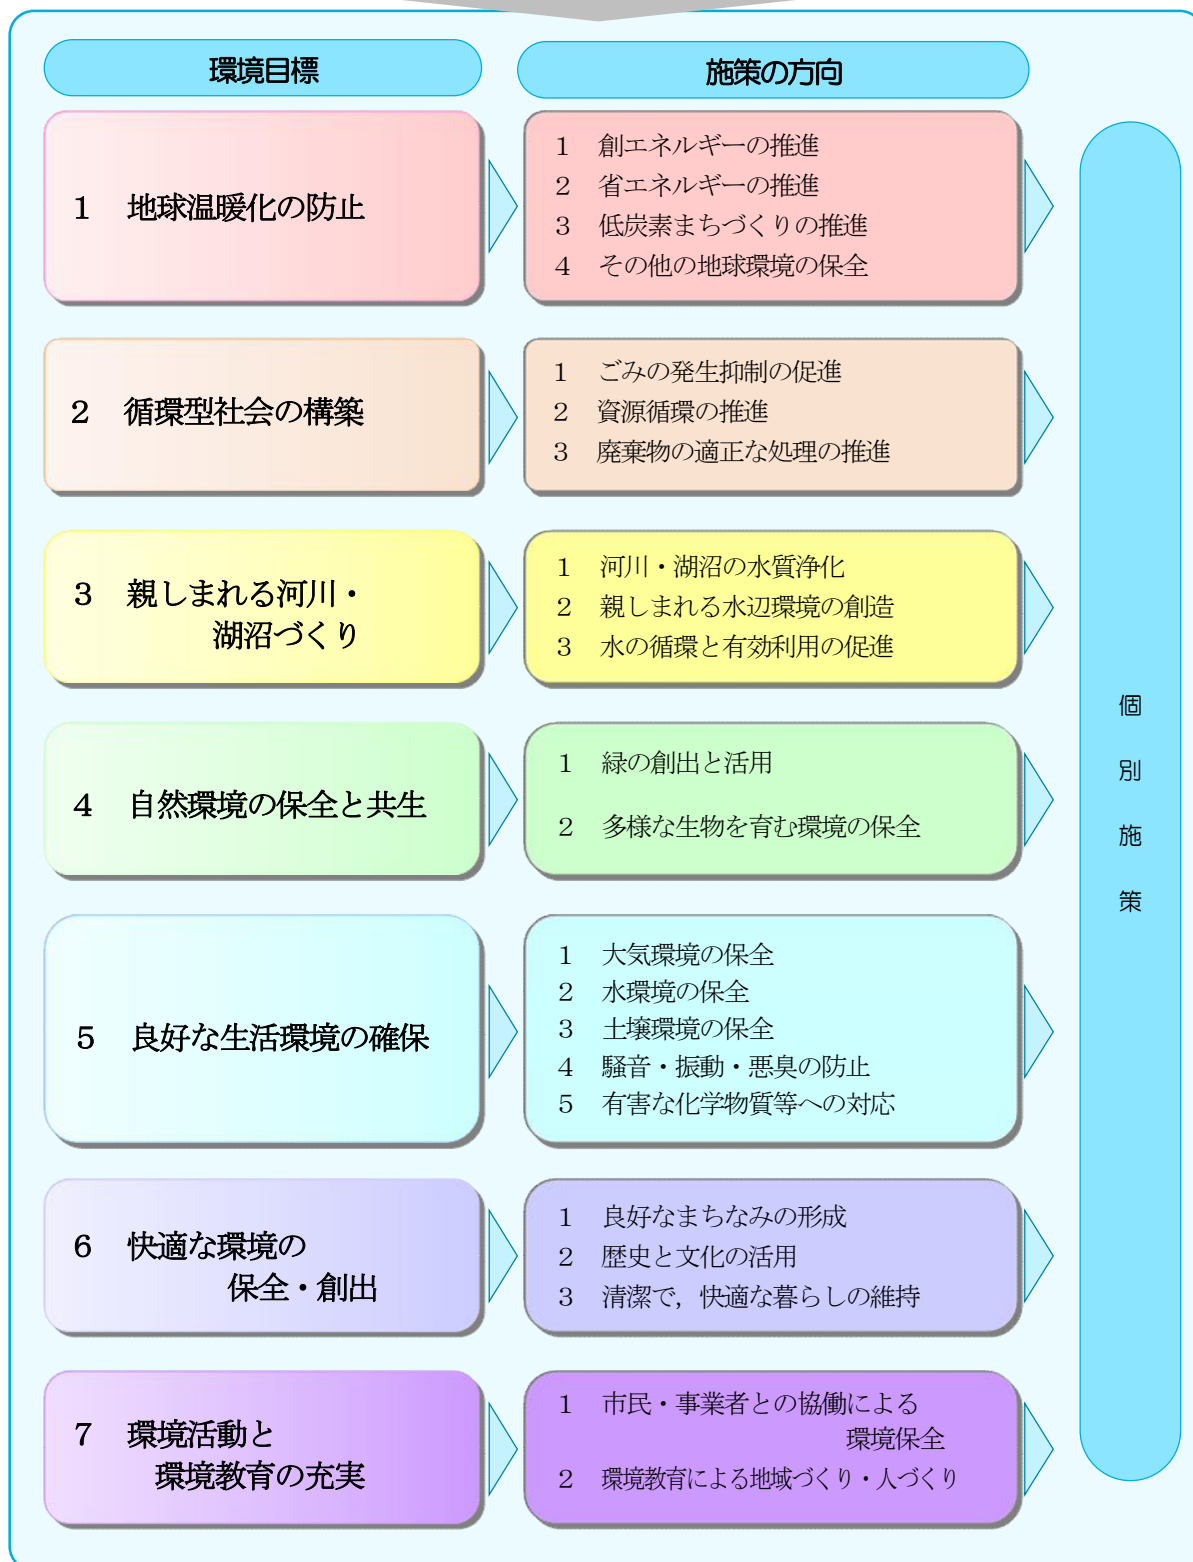 環境目標
施策の方向
1 地球温暖化の防止
1 創エネルギーの推進
2 省エネルギーの推進
3 低炭素まちづくりの推進
4 その他の地球環境の保全
2 循環型社会の構築
1 ごみの発生抑制の促進
2 資源循環の推進
3 廃棄物の適正な処理の推進
3 親しまれる河川・
湖沼づくり
1 河川・湖沼の水質浄化
2 親しまれる水辺環境の創造
3 水の循環と有効利用の促進
4 自然環境の保全と共生
1 緑の創出と活用
2 多様な生物を育む環境の保全
5 良好な生活環境の確保
1 大気環境の保全
2 水環境の保全
3 土壌環境の保全
4 騒音・振動・悪臭の防止
5 有害な化学物質等への対応
6 快適な環境の
保全・創出
1 良好なまちなみの形成
2 歴史と文化の活用
3 清潔で，快適な暮らしの維持
7 環境活動と
環境教育の充実
1 市民・事業者との協働による
環境保全
2 環境教育による地域づくり・人づくり
個別施策